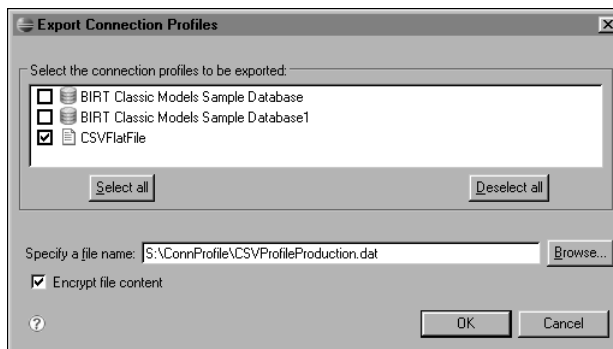 Export Connection Profiles
Select the connection profiles to be exported:
BIRT Classic Models Sample Database
BIRT Classic Models Sample Database1
CSVFlatFile
Select all
Deselect all
Specify a file name: S:\ConnProfile\CSVProfileProduction.dat Browse...
Encrypt file content
? OK Cancel